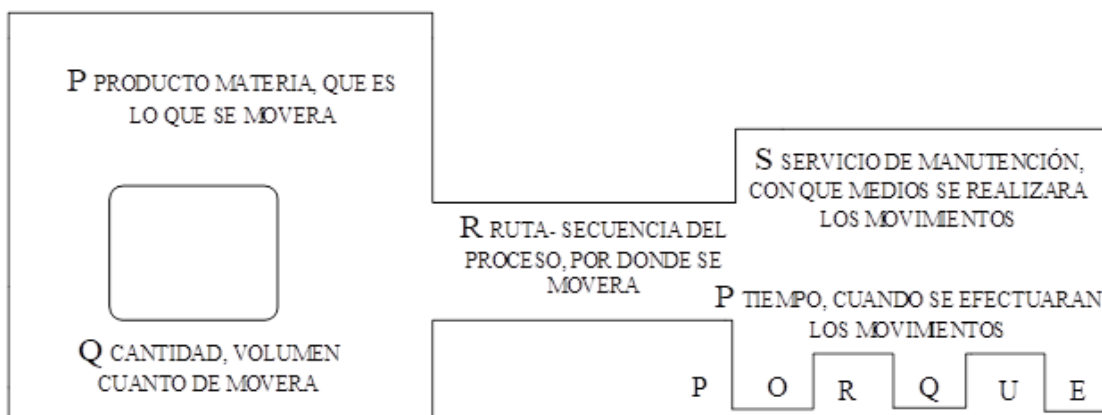 P PRODUCTO MATERIA, QUE ES
LO QUE SE MOVERA
Q CANTIDAD, VOLUMEN
CUANTO DE MOVERA
R RUTA- SECUENCIA DEL
PROCESO, POR DONDE SE
MOVERA
S SERVICIO DE MANUTENCIÓN,
CON QUE MEDIOS SE REALIZARA
LOS MOVIMIENTOS
P TIEMPO, CUANDO SE EFECTUARAN
LOS MOVIMIENTOS
P O R Q U E